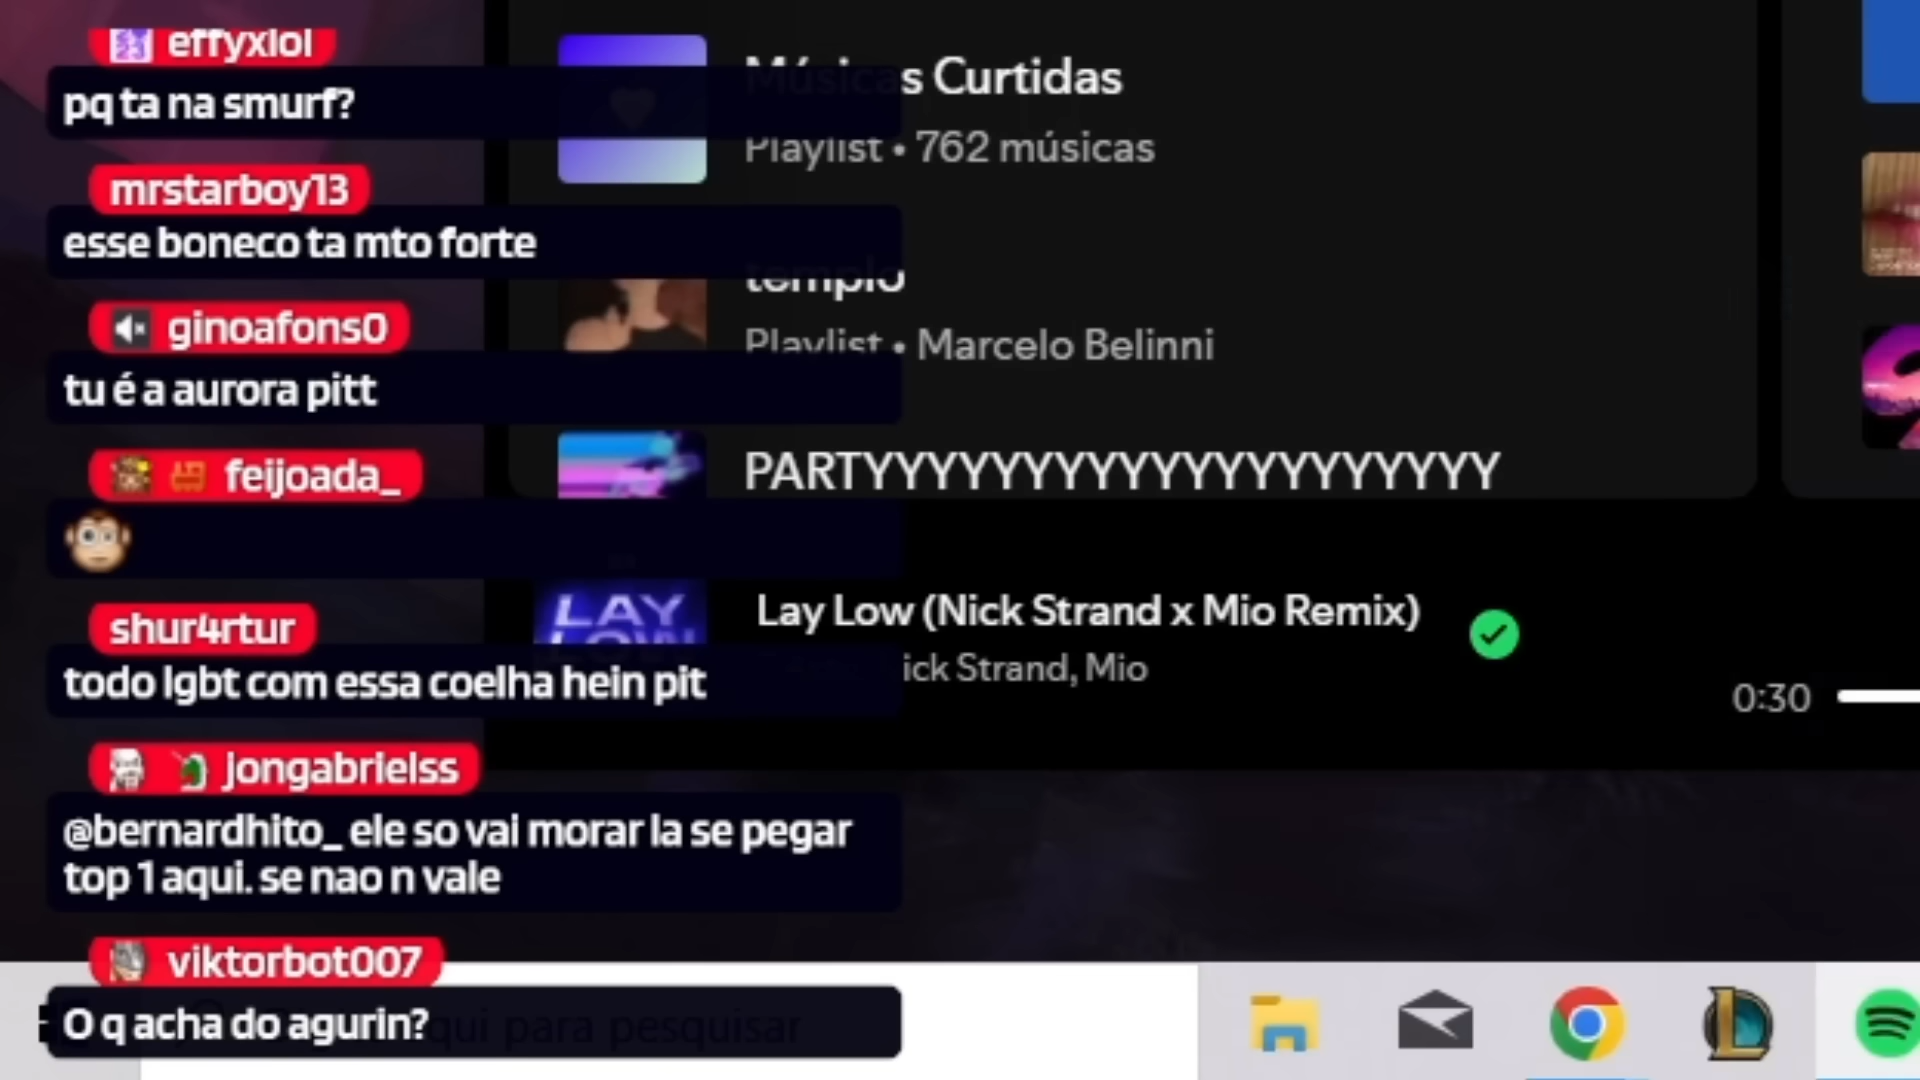 effyxlol
pq ta na smurf?
mrstarboy13
esse boneco ta mto forte
ginoafons0
tu é a aurora pitt
feijoada_
shur4rtur
todo lgbt com essa coelha hein pit
jongabrielss
@bernardhito_ ele so vai morar la se pegar
top 1 aqui. se nao n vale
viktorbot007
O q acha do agurin?
Músicas Curtidas
Playlist • 762 músicas
templo
Playlist • Marcelo Belinni
PARTYYYYYYYYYYYYYYYYYYYY
LAY
LOW
Lay Low (Nick Strand x Mio Remix)
ick Strand, Mio
0:30
qui para pesquisar